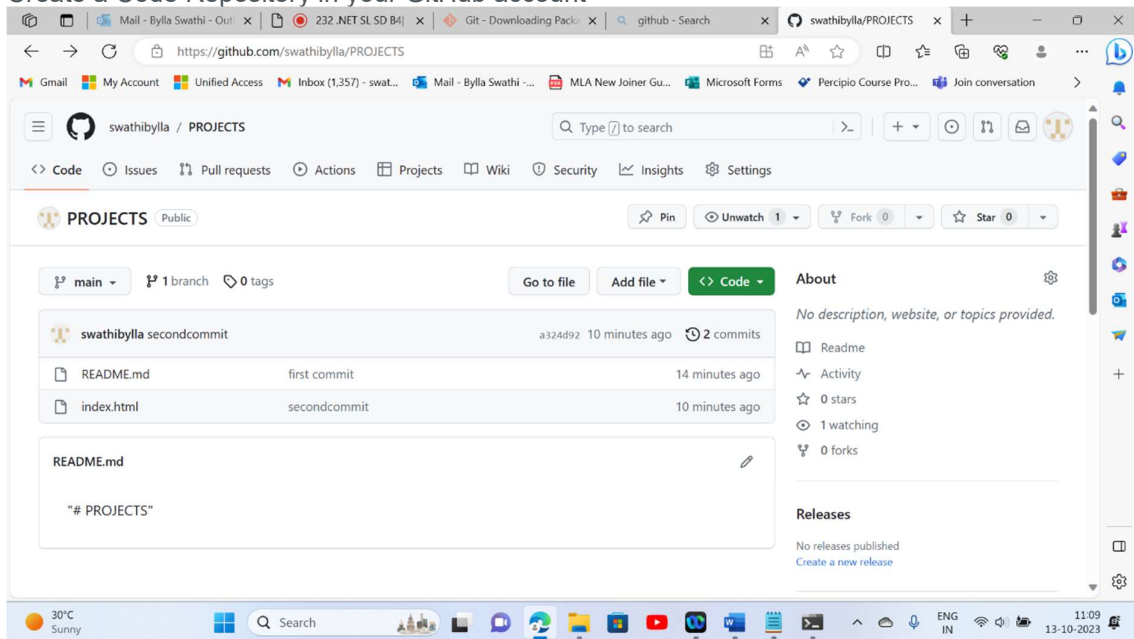 Create a Code Repository in your GitHub account
Mail - Bylla Swathi - Out
232 .NET SL SD B4|
Git - Downloading Packa
github - Search
swathibylla/PROJECTS
https://github.com/swathibylla/PROJECTS
Gmail My Account Unified Access Inbox (1,357) - swat... Mail - Bylla Swathi -... MLA New Joiner Gu... Microsoft Forms Percipio Course Pro... Join conversation
swathibylla / PROJECTS Type / to search
Code Issues Pull requests Actions Projects Wiki Security Insights Settings
PROJECTS Public Pin Unwatch 1 Fork 0 Star 0
main 1 branch 0 tags Go to file Add file Code
swathibylla secondcommit a324d92 10 minutes ago 2 commits
README.md first commit 14 minutes ago
index.html secondcommit 10 minutes ago
README.md
"# PROJECTS"
About
No description, website, or topics provided.
Readme
Activity
0 stars
1 watching
0 forks
Releases
No releases published
Create a new release
30°C
Sunny
Search
ENG
IN
11:09
13-10-2023